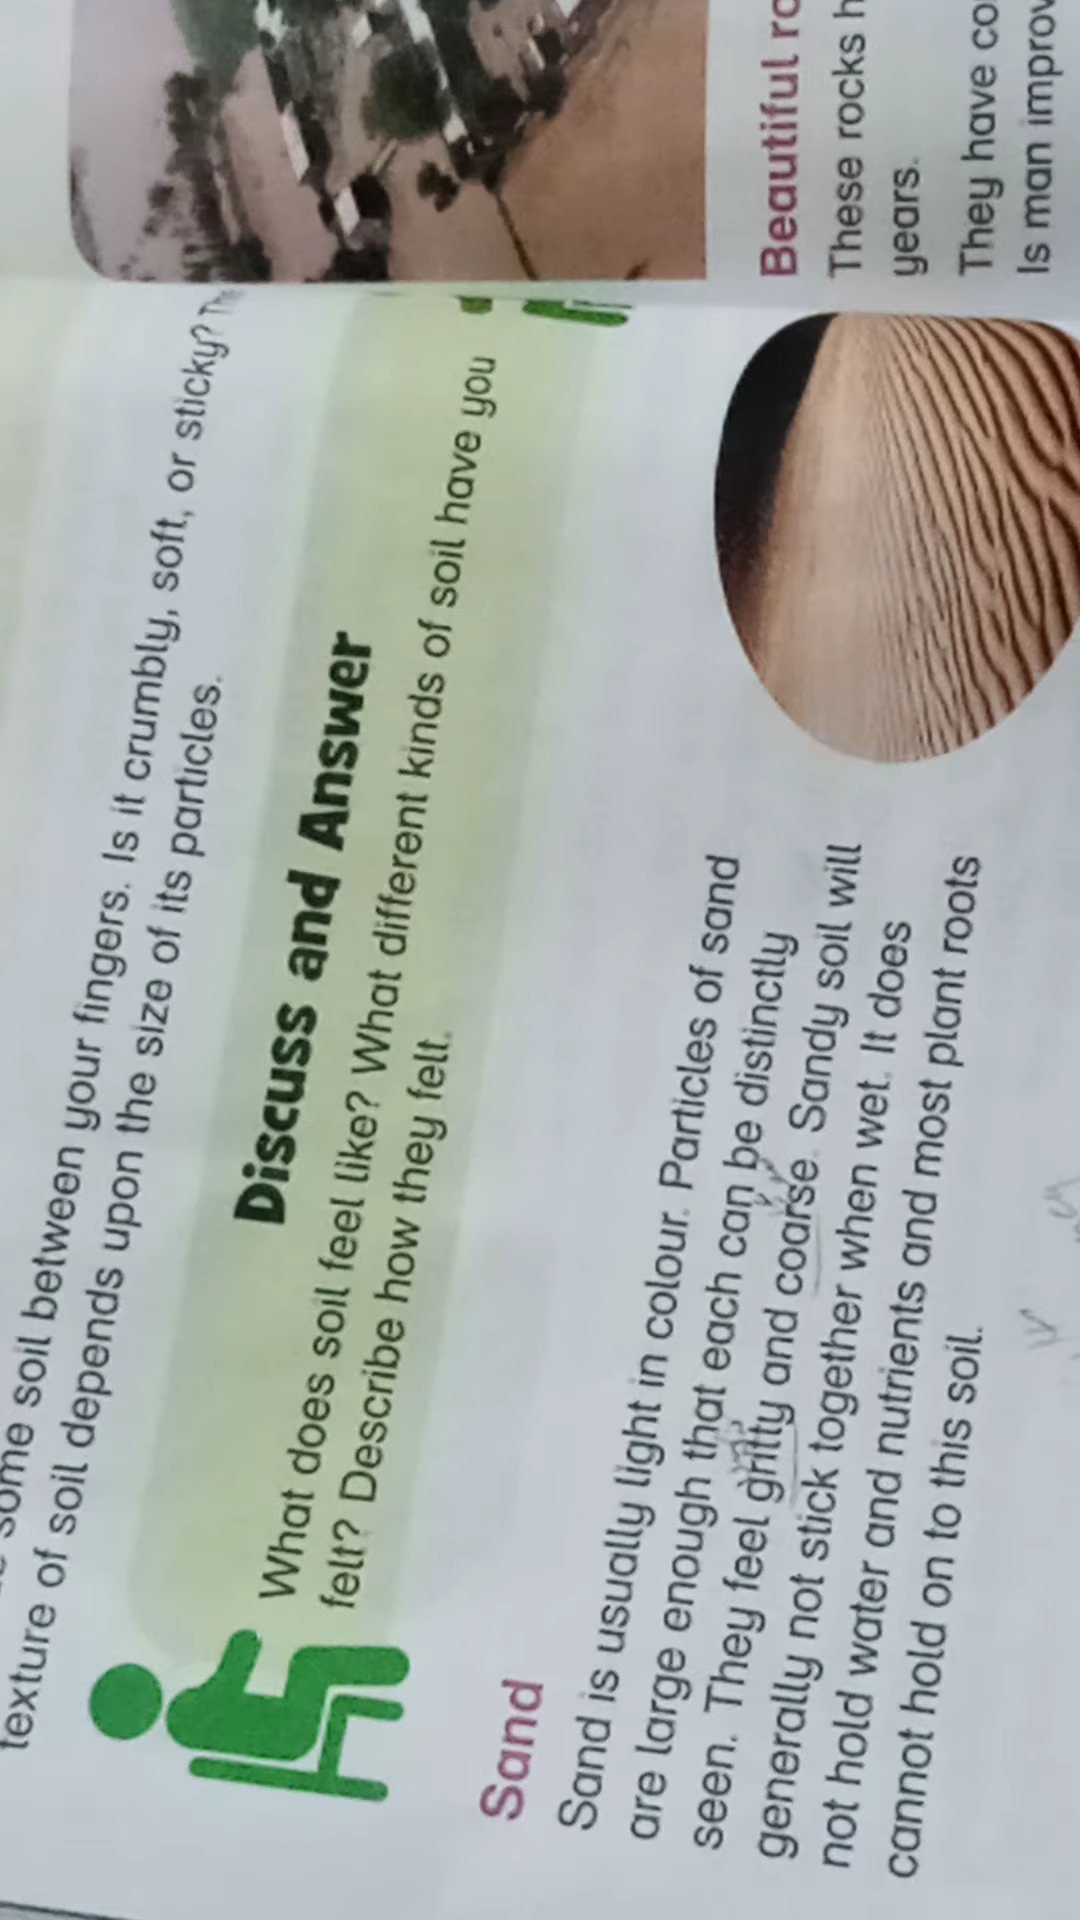 some soil between your fingers. Is it crumbly, soft, or sticky?
texture of soil depends upon the size of its particles.
Discuss and Answer
What does soil feel like? What different kinds of soil have you
felt? Describe how they felt.
Sand
Sand is usually light in colour. Particles of sand
are large enough that each can be distinctly
seen. They feel gritty and coarse. Sandy soil will
generally not stick together when wet. It does
not hold water and nutrients and most plant roots
cannot hold on to this soil.
Beautiful
These rocks
years.
They have
Is man